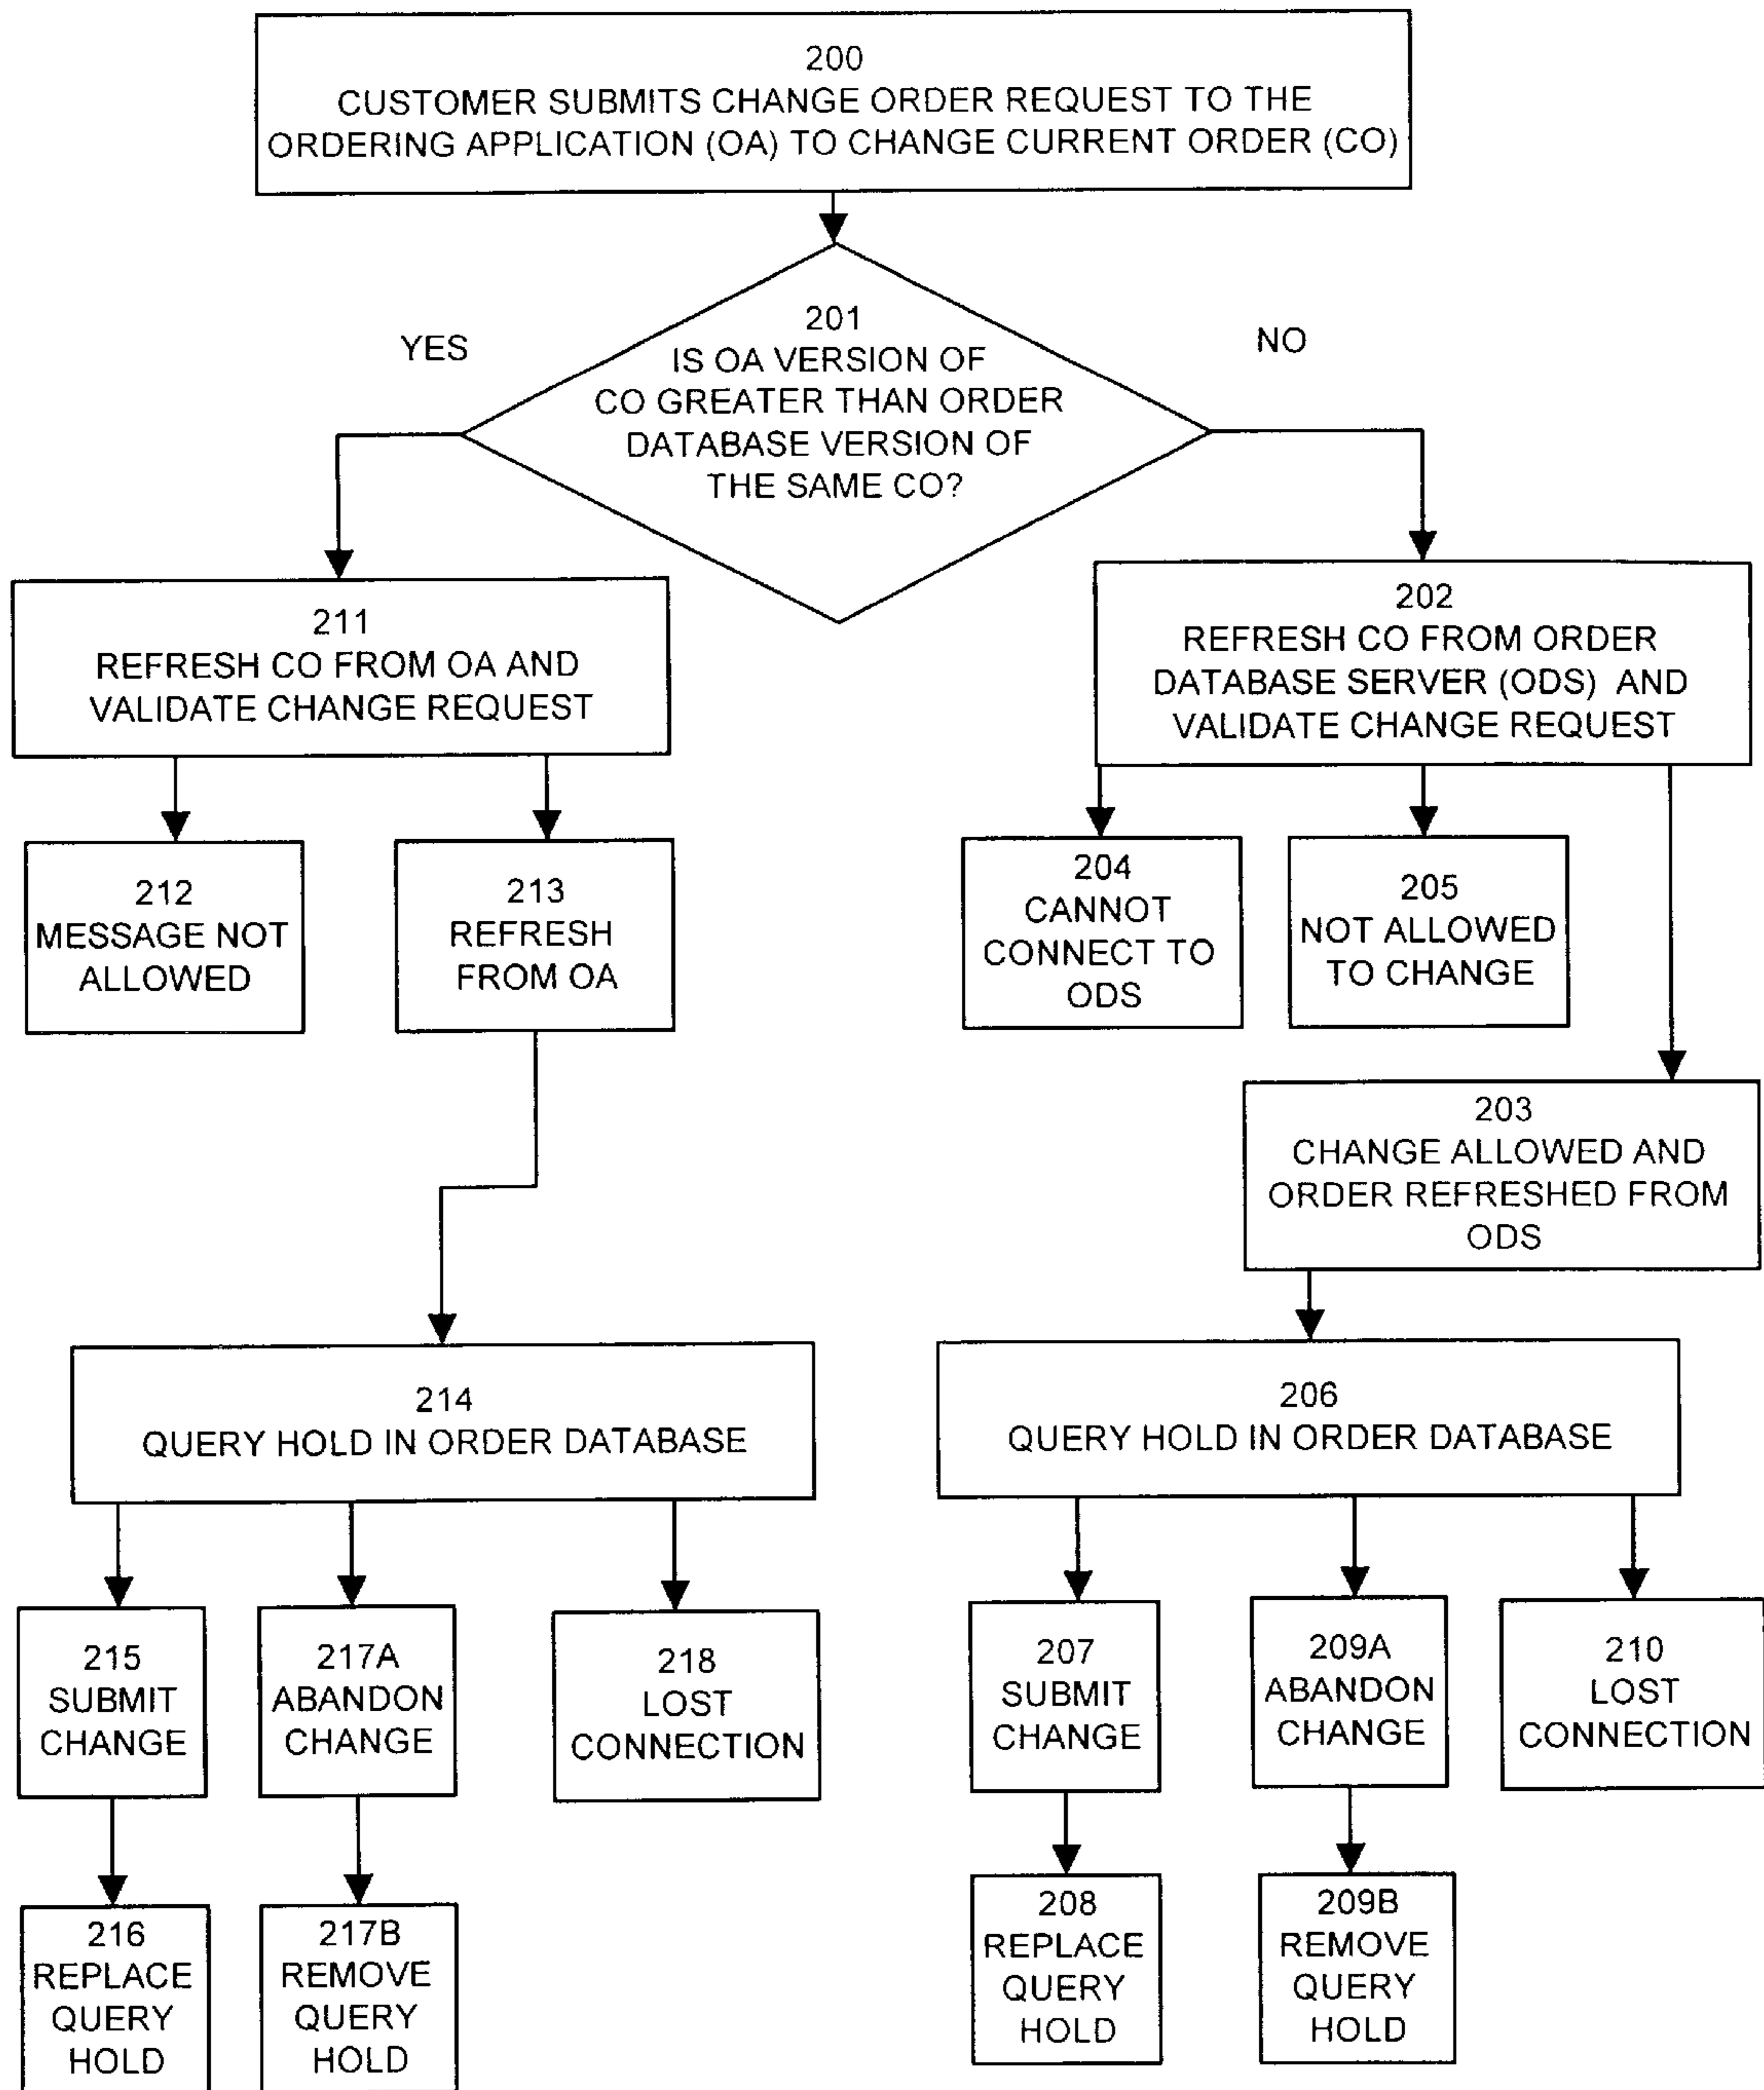 200
CUSTOMER SUBMITS CHANGE ORDER REQUEST TO THE
ORDERING APPLICATION (OA) TO CHANGE CURRENT ORDER (CO)
YES
201
IS OA VERSION OF
CO GREATER THAN ORDER
DATABASE VERSION OF
THE SAME CO?
NO
211
REFRESH CO FROM OA AND
VALIDATE CHANGE REQUEST
202
REFRESH CO FROM ORDER
DATABASE SERVER (ODS) AND
VALIDATE CHANGE REQUEST
212
MESSAGE NOT
ALLOWED
213
REFRESH
FROM OA
204
CANNOT
CONNECT TO
ODS
205
NOT ALLOWED
TO CHANGE
203
CHANGE ALLOWED AND
ORDER REFRESHED FROM
ODS
214
QUERY HOLD IN ORDER DATABASE
206
QUERY HOLD IN ORDER DATABASE
215
SUBMIT
CHANGE
217A
ABANDON
CHANGE
218
LOST
CONNECTION
207
SUBMIT
CHANGE
209A
ABANDON
CHANGE
210
LOST
CONNECTION
216
REPLACE
QUERY
HOLD
217B
REMOVE
QUERY
HOLD
208
REPLACE
QUERY
HOLD
209B
REMOVE
QUERY
HOLD